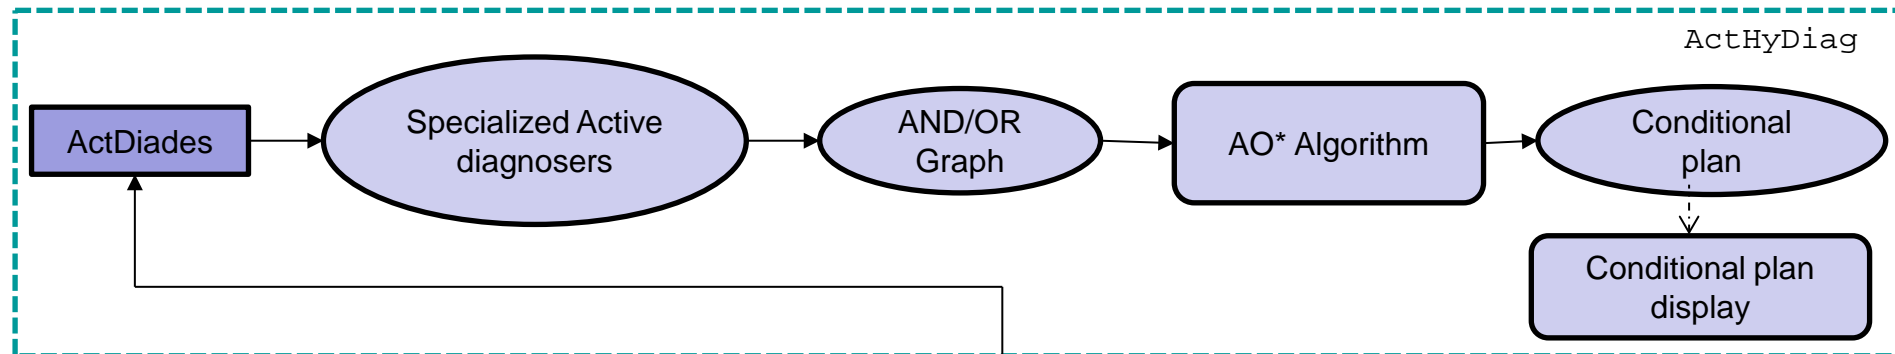 ActHyDiag
ActDiades
Specialized Active
diagnosers
AND/OR
Graph
AO* Algorithm
Conditional
plan
Conditional plan
display